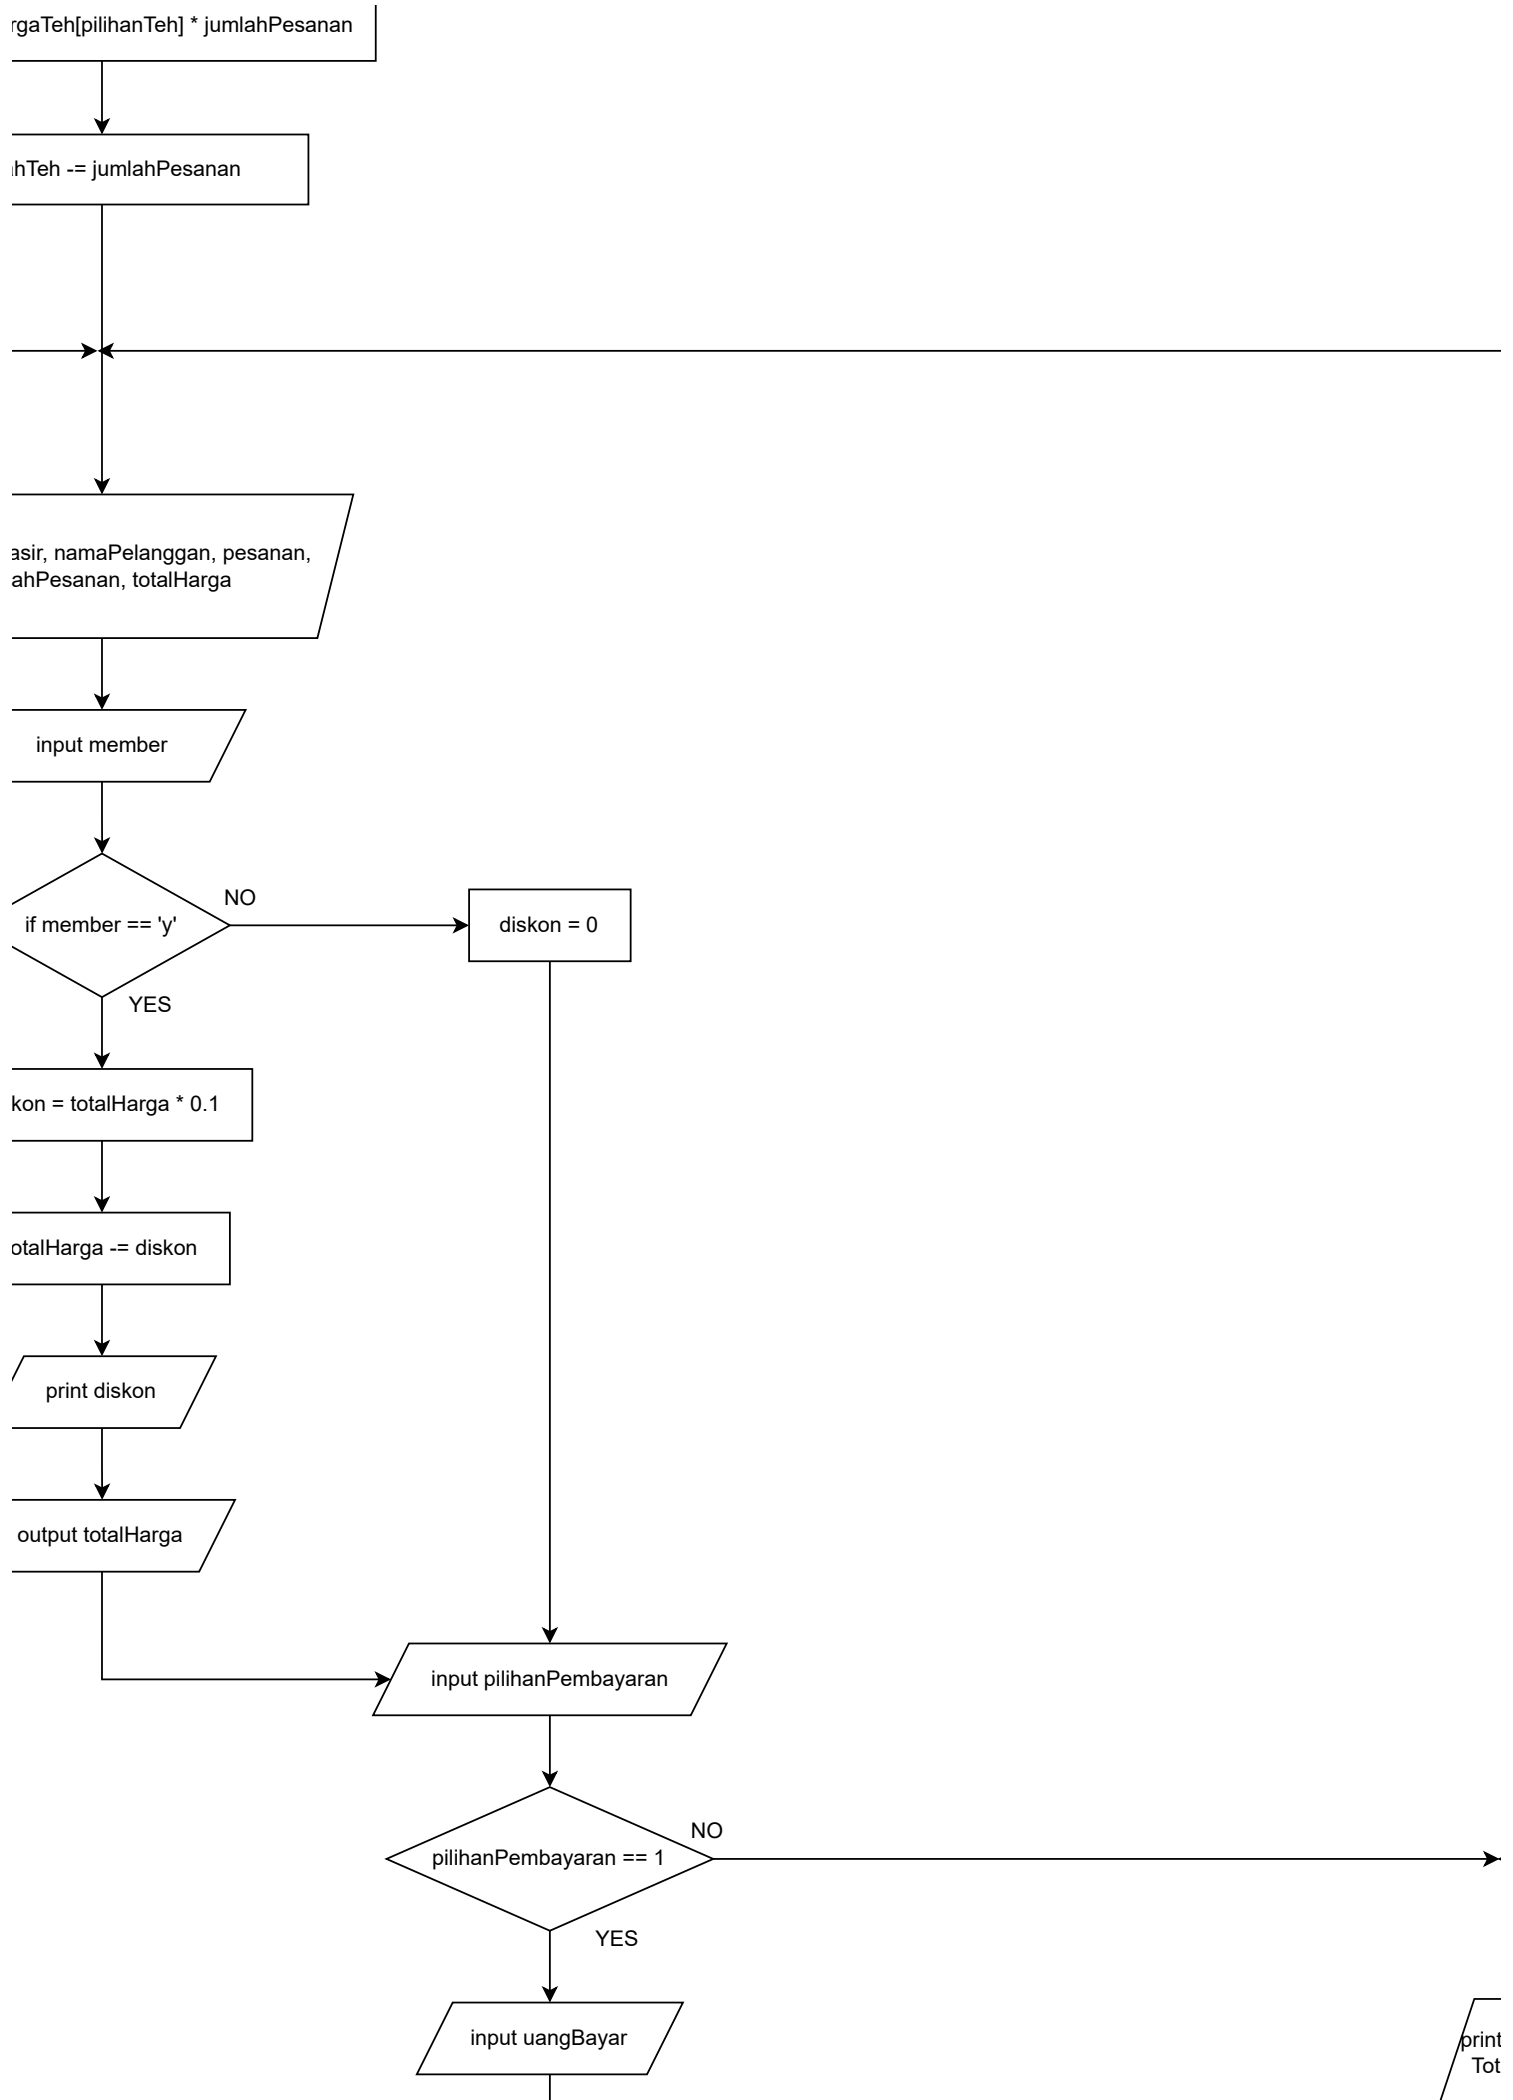 rgaTeh[pilihanTeh] * jumlahPesanan
ahTeh -= jumlahPesanan
asir, namaPelanggan, pesanan,
ahPesanan, totalHarga
input member
if member == 'y'
NO
diskon = 0
YES
kon = totalHarga * 0.1
otalHarga -= diskon
print diskon
output totalHarga
input pilihanPembayaran
pilihanPembayaran == 1
NO
YES
input uangBayar
print
Tot